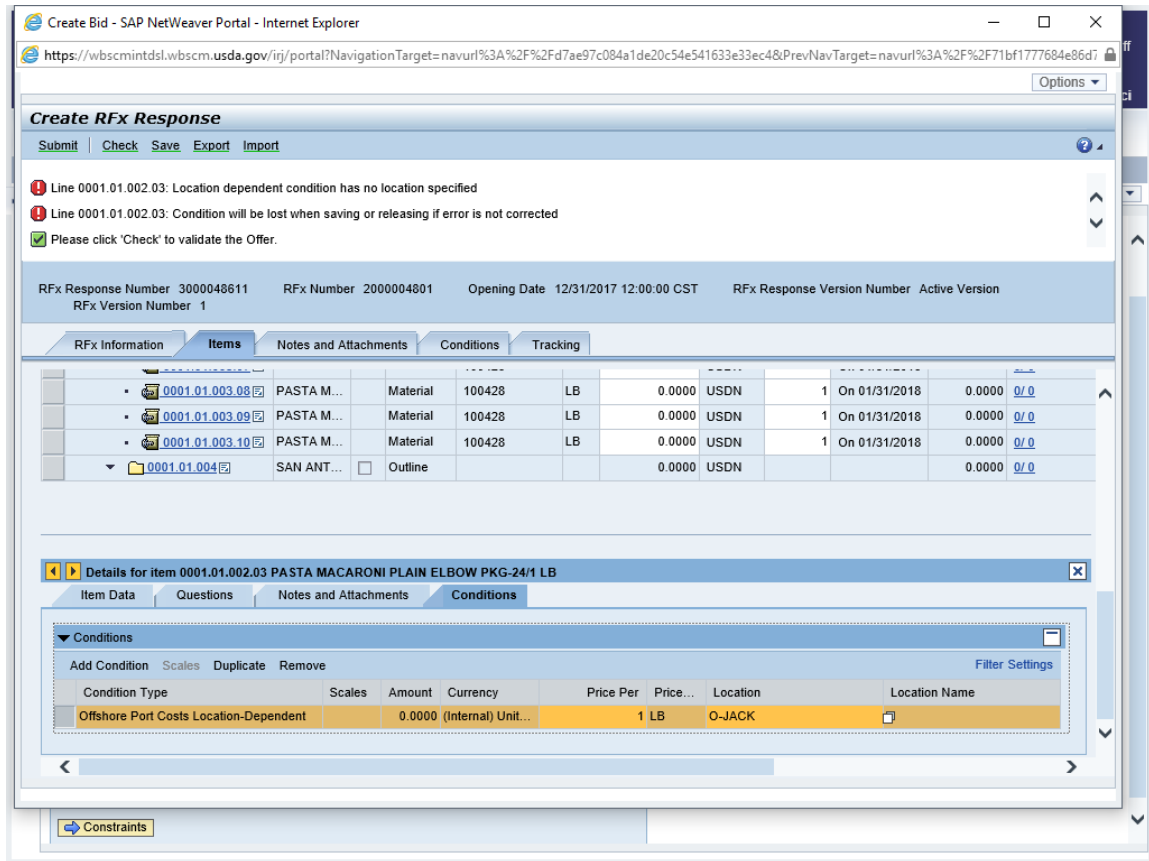 Create Bid - SAP NetWeaver Portal - Internet Explorer
https://wbscmintdsl.wbscm.usda.gov/irj/portal?NavigationTarget=navurl%3A%2F%2Fd7ae97c084a1de20c54e541633e33ec4&PrevNavTarget=navurl%3A%2F%2F71bf1777684e86d7
ff
Options
ci
Create RFx Response
Submit Check Save Export Import
Line 0001.01.002.03: Location dependent condition has no location specified
Line 0001.01.002.03: Condition will be lost when saving or releasing if error is not corrected
Please click 'Check' to validate the Offer.
RFx Response Number 3000048611 RFx Number 2000004801 Opening Date 12/31/2017 12:00:00 CST RFx Response Version Number Active Version
RFx Version Number 1
RFx Information Items Notes and Attachments Conditions Tracking
0001.01.003.08 PASTA M... Material 100428 LB 0.0000 USDN 1 On 01/31/2018 0.0000 0/ 0
0001.01.003.09 PASTA M... Material 100428 LB 0.0000 USDN 1 On 01/31/2018 0.0000 0/ 0
0001.01.003.10 PASTA M... Material 100428 LB 0.0000 USDN 1 On 01/31/2018 0.0000 0/ 0
0001.01.004 SAN ANT... Outline 0.0000 USDN 0.0000 0/ 0
Details for item 0001.01.002.03 PASTA MACARONI PLAIN ELBOW PKG-24/1 LB
Item Data Questions Notes and Attachments Conditions
Conditions
Add Condition Scales Duplicate Remove Filter Settings
Condition Type Scales Amount Currency Price Per Price... Location Location Name
Offshore Port Costs Location-Dependent 0.0000 (Internal) Unit... 1 LB O-JACK
Constraints